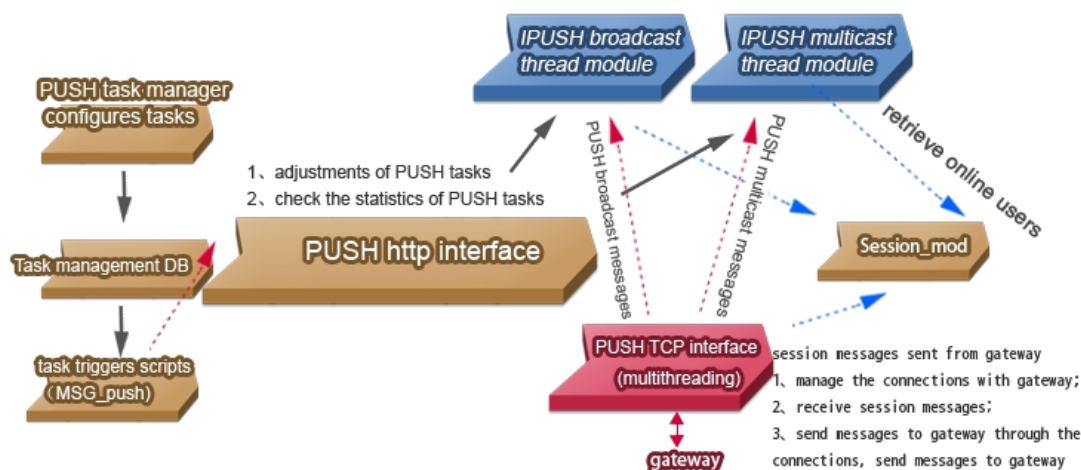 IPUSH broadcast
thread module
IPUSH multicast
thread module
PUSH task manager
configures tasks
retrieve online users
1、adjustments of PUSH tasks
2、check the statistics of PUSH tasks
PUSH broadcast messages
PUSH multicast messages
PUSH http interface
Session_mod
Task management DB
task triggers scripts
（MSG_push）
PUSH TCP interface
(multithreading)
gateway
session messages sent from gateway
1、manage the connections with gateway;
2、receive session messages;
3、send messages to gateway through the
connections, send messages to gateway